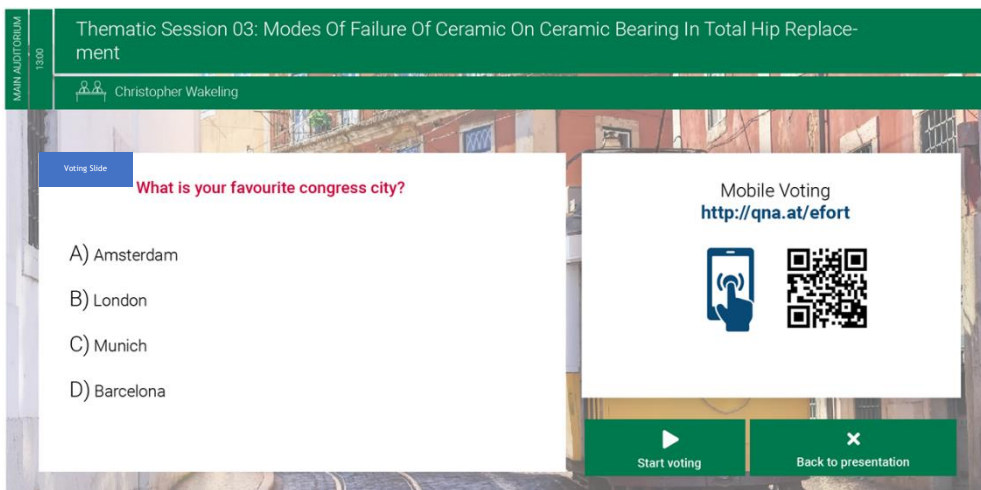 MAIN AUDITORIUM
13:00
Thematic Session 03: Modes Of Failure Of Ceramic On Ceramic Bearing In Total Hip Replace-
ment
Christopher Wakeling
Voting Slide
What is your favourite congress city?
A) Amsterdam
B) London
C) Munich
D) Barcelona
Mobile Voting
http://qna.at/efort
Start voting
Back to presentation